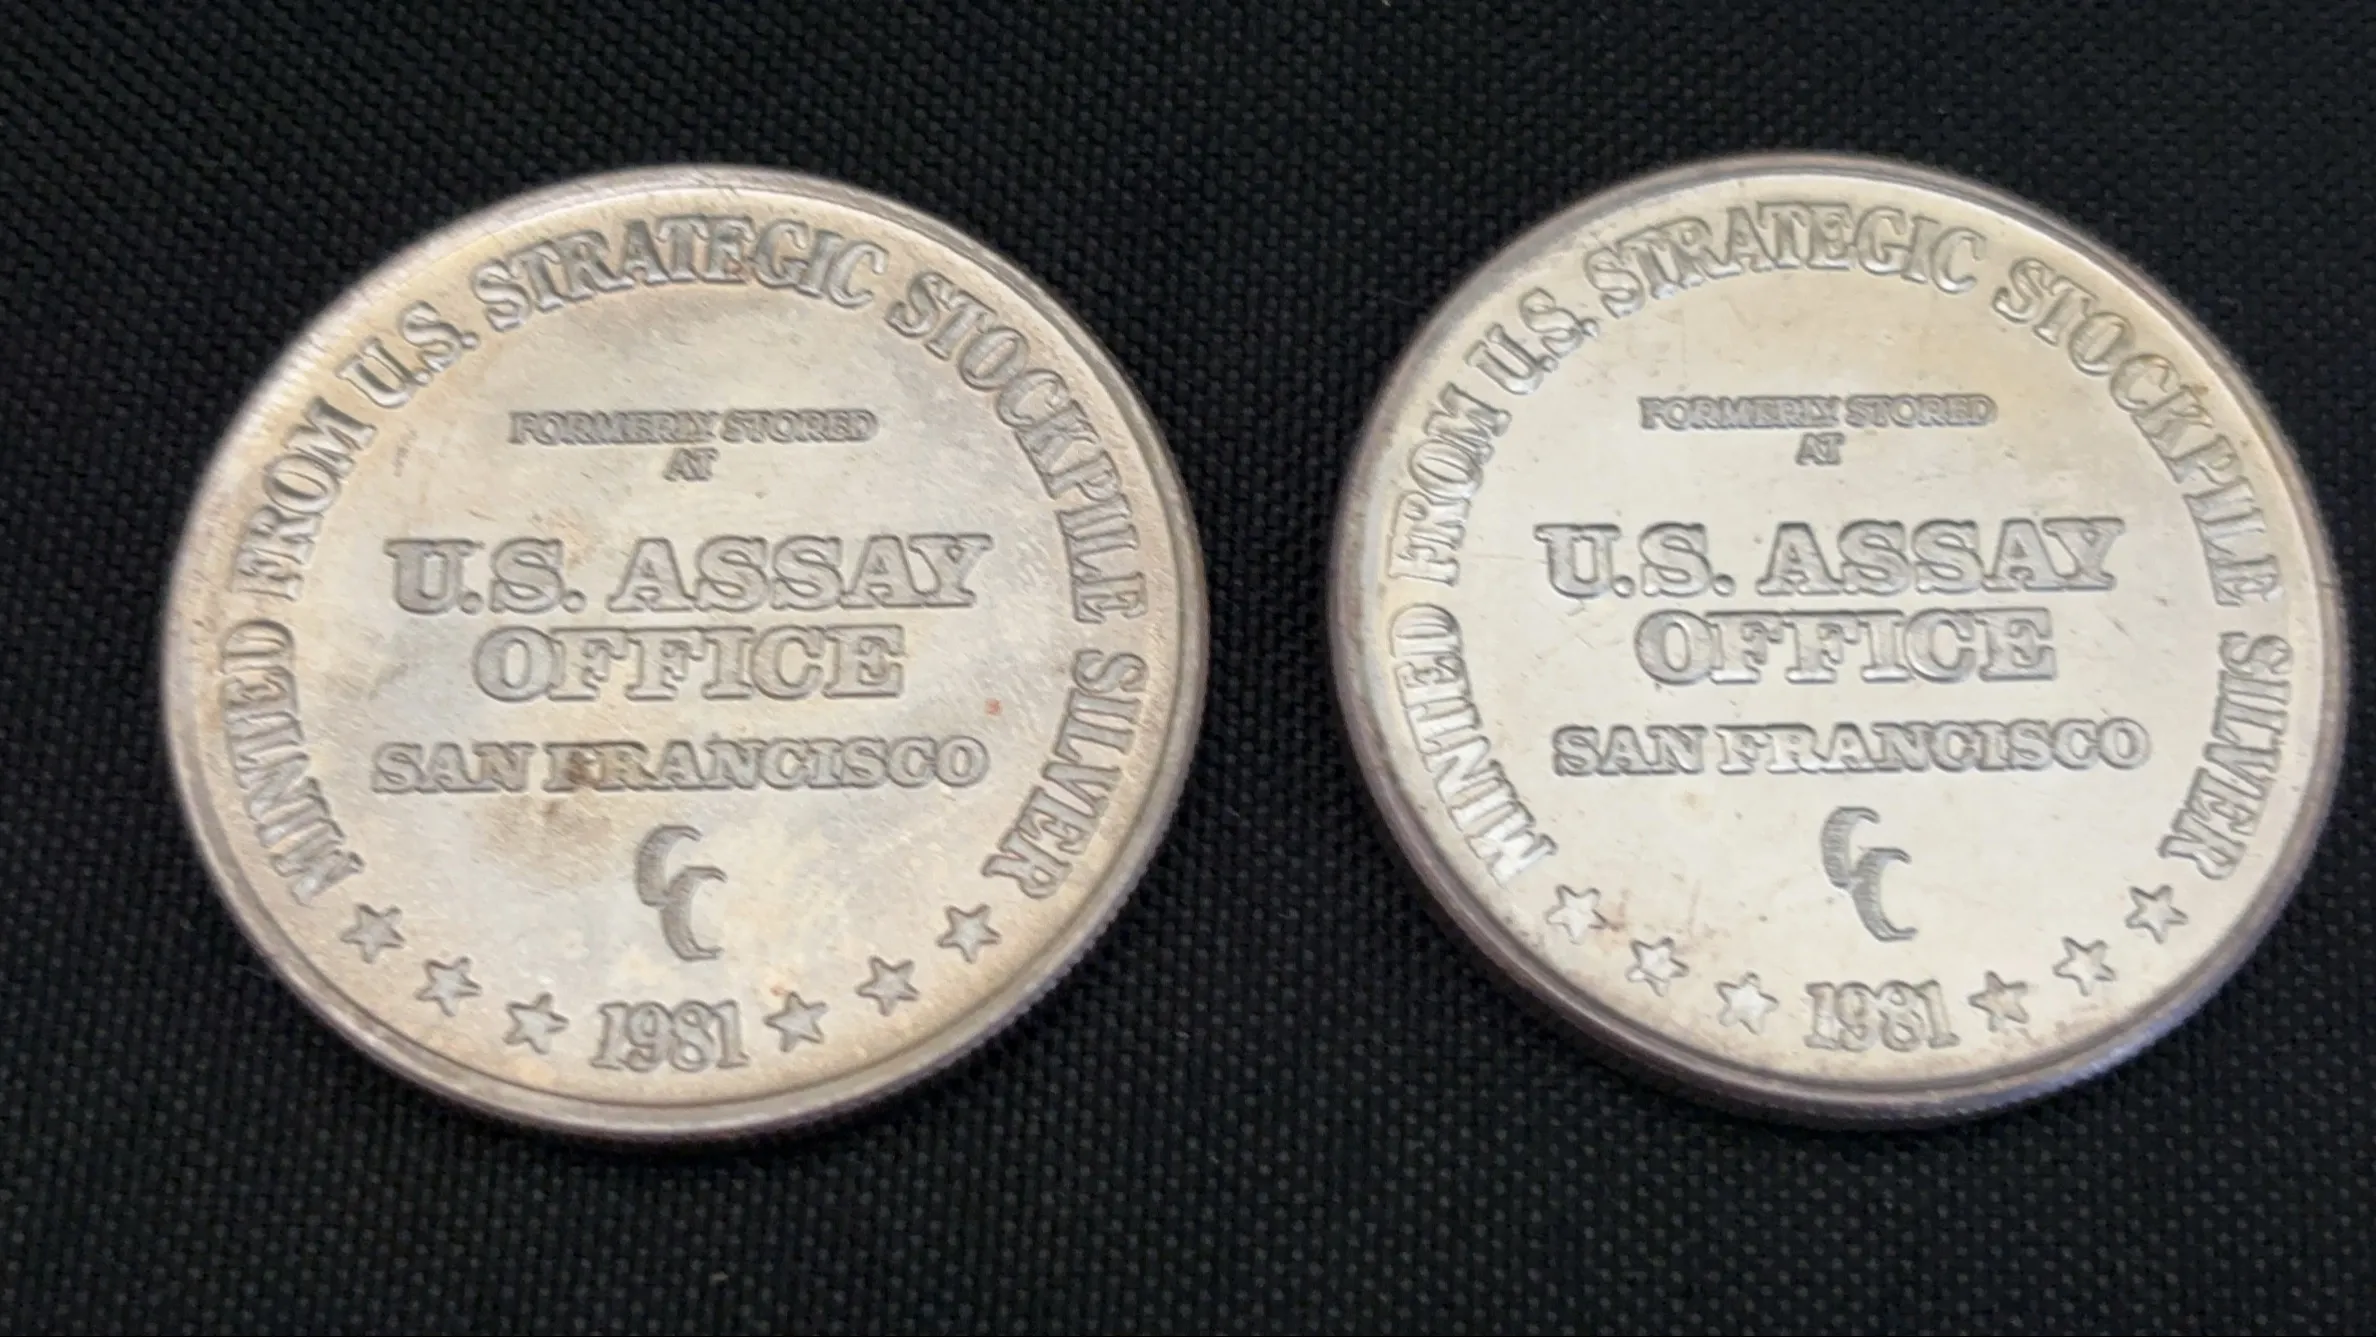 MINTED FROM U.S. STRATEGIC STOCKPILE SILVER
FORMERLY STORED
AT
U.S. ASSAY
OFFICE
SAN FRANCISCO
CC
1981
MINTED FROM U.S. STRATEGIC STOCKPILE SILVER
FORMERLY STORED
AT
U.S. ASSAY
OFFICE
SAN FRANCISCO
CC
1981